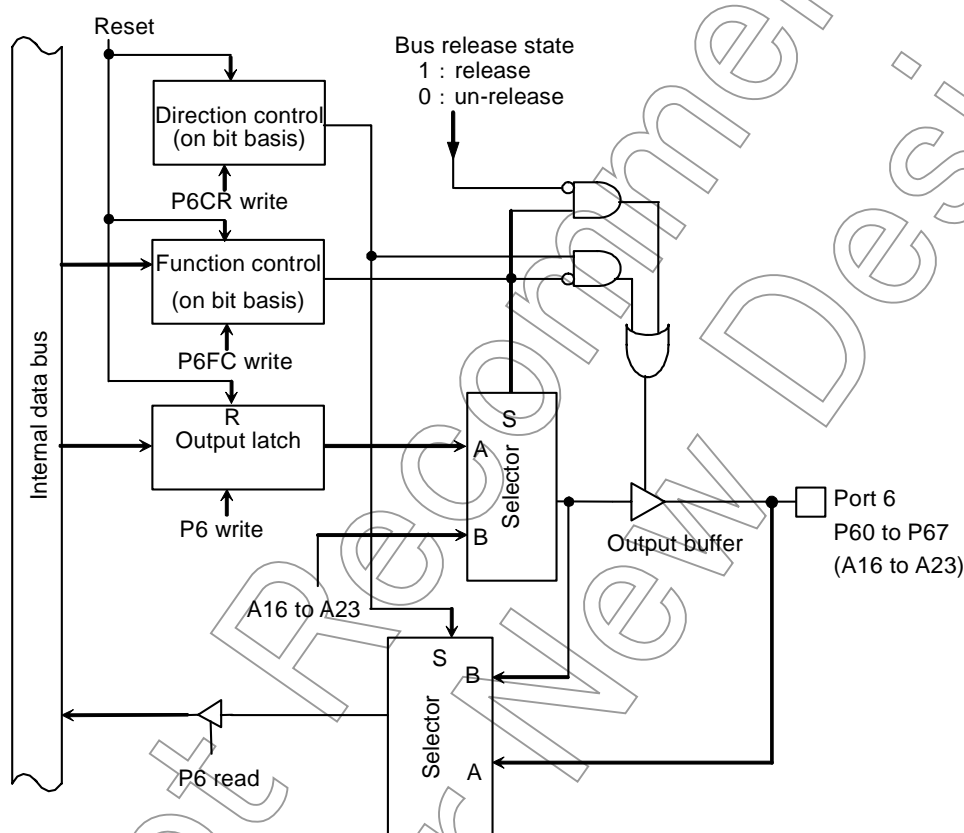 Reset
Bus release state
1 : release
0 : un-release
Direction control
(on bit basis)
P6CR write
Function control
(on bit basis)
P6FC write
Internal data bus
R
Output latch
P6 write
S
A
B
Selector
A16 to A23
Output buffer
Port 6
P60 to P67
(A16 to A23)
S
B
A
Selector
P6 read